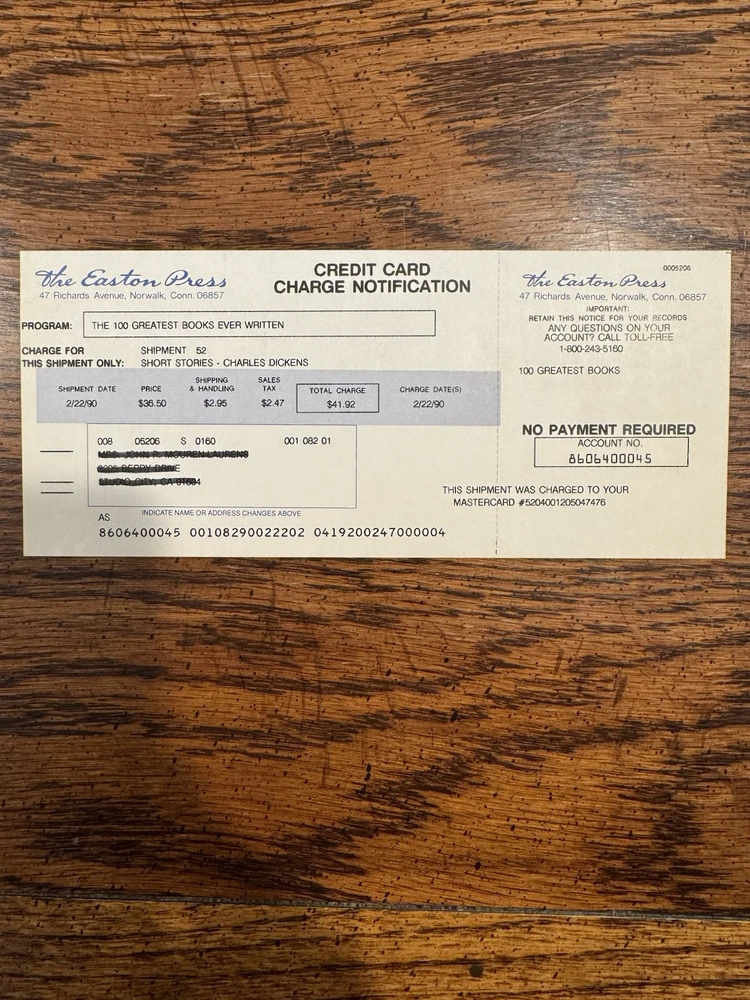 The Easton Press
47 Richards Avenue, Norwalk, Conn. 06857
CREDIT CARD
CHARGE NOTIFICATION
PROGRAM: THE 100 GREATEST BOOKS EVER WRITTEN
CHARGE FOR SHIPMENT 52
THIS SHIPMENT ONLY: SHORT STORIES - CHARLES DICKENS
SHIPMENT DATE PRICE SHIPPING & HANDLING SALES TAX TOTAL CHARGE CHARGE DATE(S)
2/22/90 $36.50 $2.95 $2.47 $41.92 2/22/90
008 05206 S 0160 001 082 01
INDICATE NAME OR ADDRESS CHANGES ABOVE
AS
8606400045 00108290022202 0419200247000004
0005206
The Easton Press
47 Richards Avenue, Norwalk, Conn. 06857
IMPORTANT:
RETAIN THIS NOTICE FOR YOUR RECORDS
ANY QUESTIONS ON YOUR
ACCOUNT? CALL TOLL-FREE
1-800-243-5160
100 GREATEST BOOKS
NO PAYMENT REQUIRED
ACCOUNT NO.
8606400045
THIS SHIPMENT WAS CHARGED TO YOUR
MASTERCARD #5204001205047476